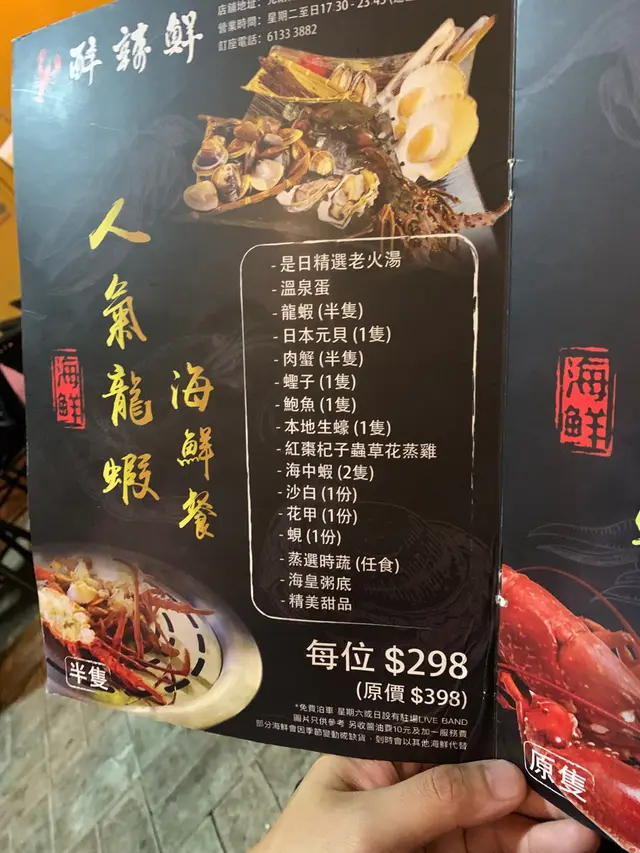 醉辣鮮
店舖地址：
營業時間：星期二至日17:30 - 23:45
訂座電話：6133 3882
人氣龍蝦
海鮮餐
海鮮
- 是日精選老火湯
- 溫泉蛋
- 龍蝦 (半隻)
- 日本元貝 (1隻)
- 肉蟹 (半隻)
- 蟶子 (1隻)
- 鮑魚 (1隻)
- 本地生蠔 (1隻)
- 紅棗杞子蟲草花蒸雞
- 海中蝦 (2隻)
- 沙白 (1份)
- 花甲 (1份)
- 蜆 (1份)
- 蒸選時蔬 (任食)
- 海皇粥底
- 精美甜品
半隻
每位 $298
(原價 $398)
*免費泊車 星期六或日設有駐場LIVE BAND
圖片只供參考 另收醬油費10元及加一服務費
部分海鮮會因季節變動或缺貨，到時會以其他海鮮代替
海鮮
原隻